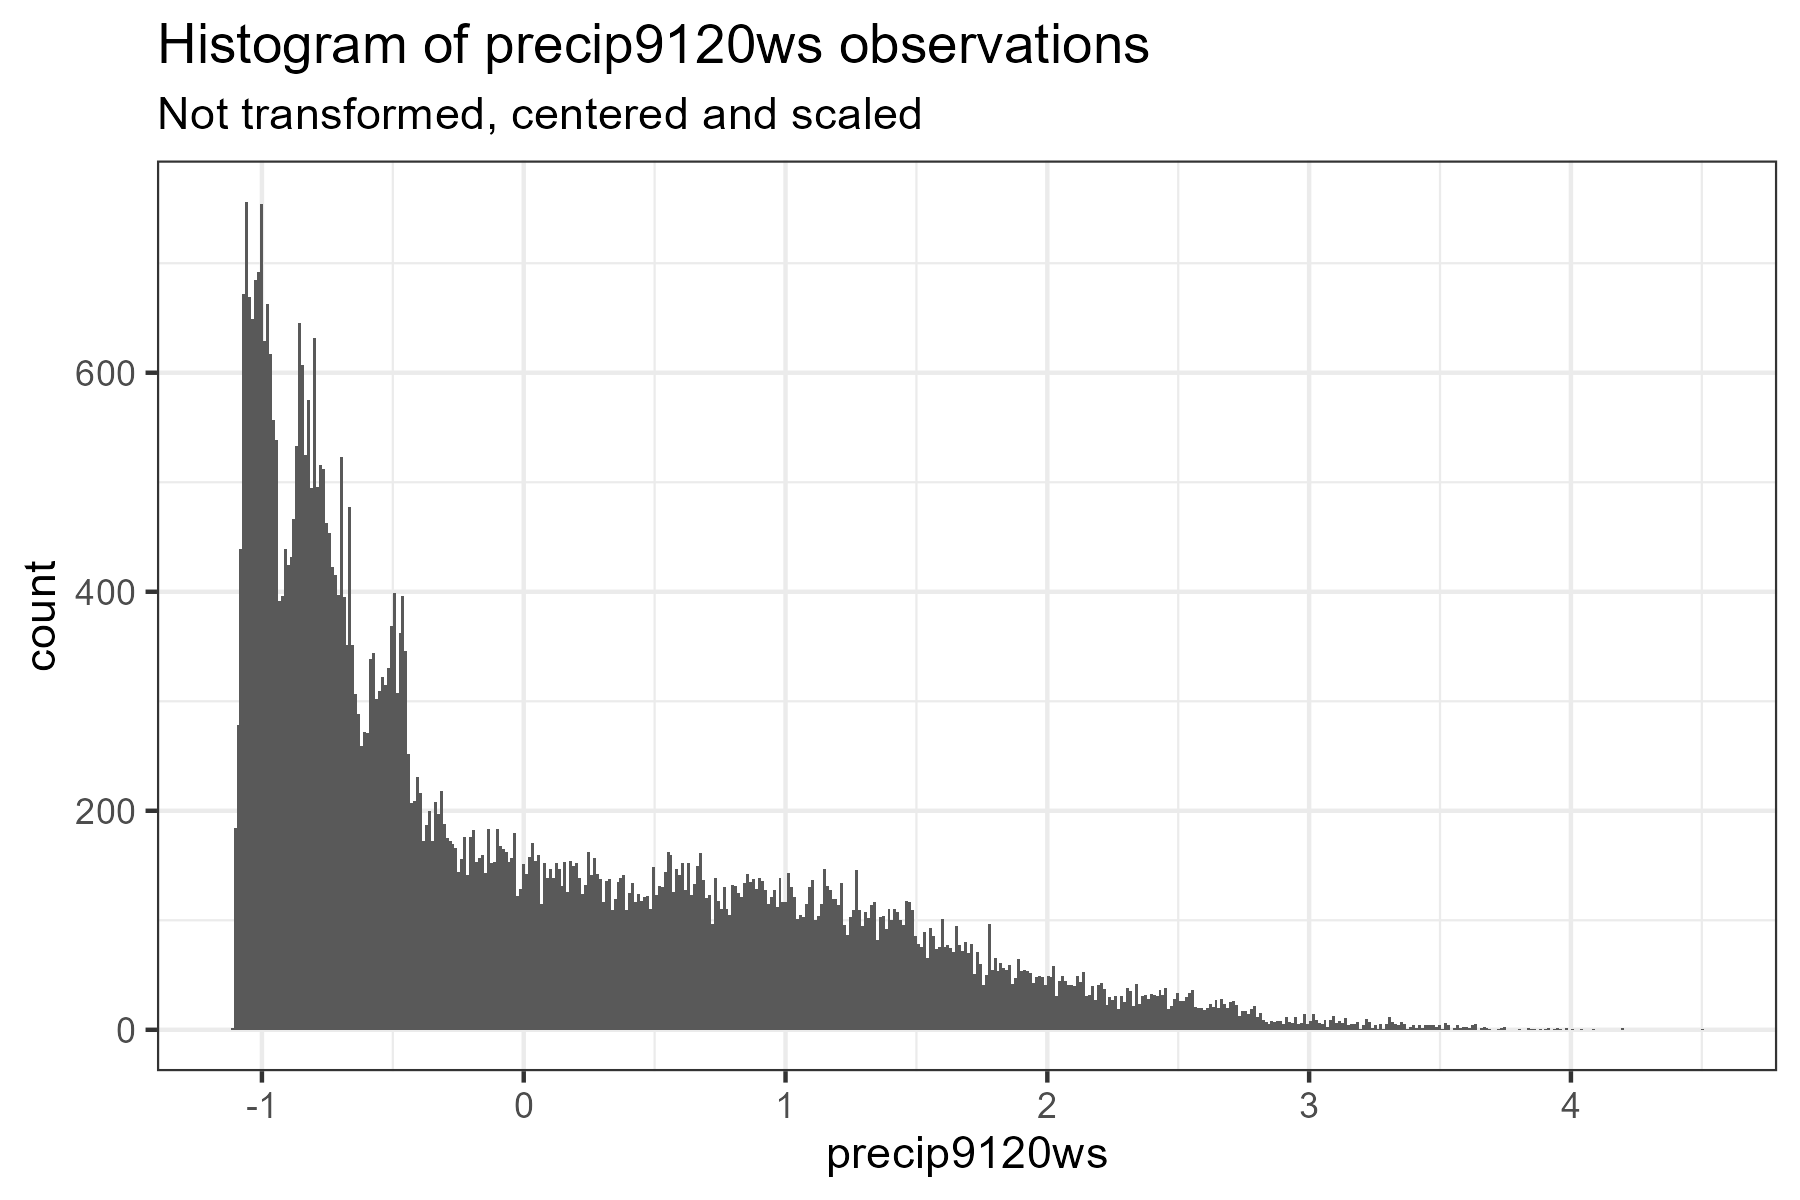 Histogram of precip9120ws observations
Not transformed, centered and scaled
600
400
200
0
count
-1 0 1 2 3 4
precip9120ws